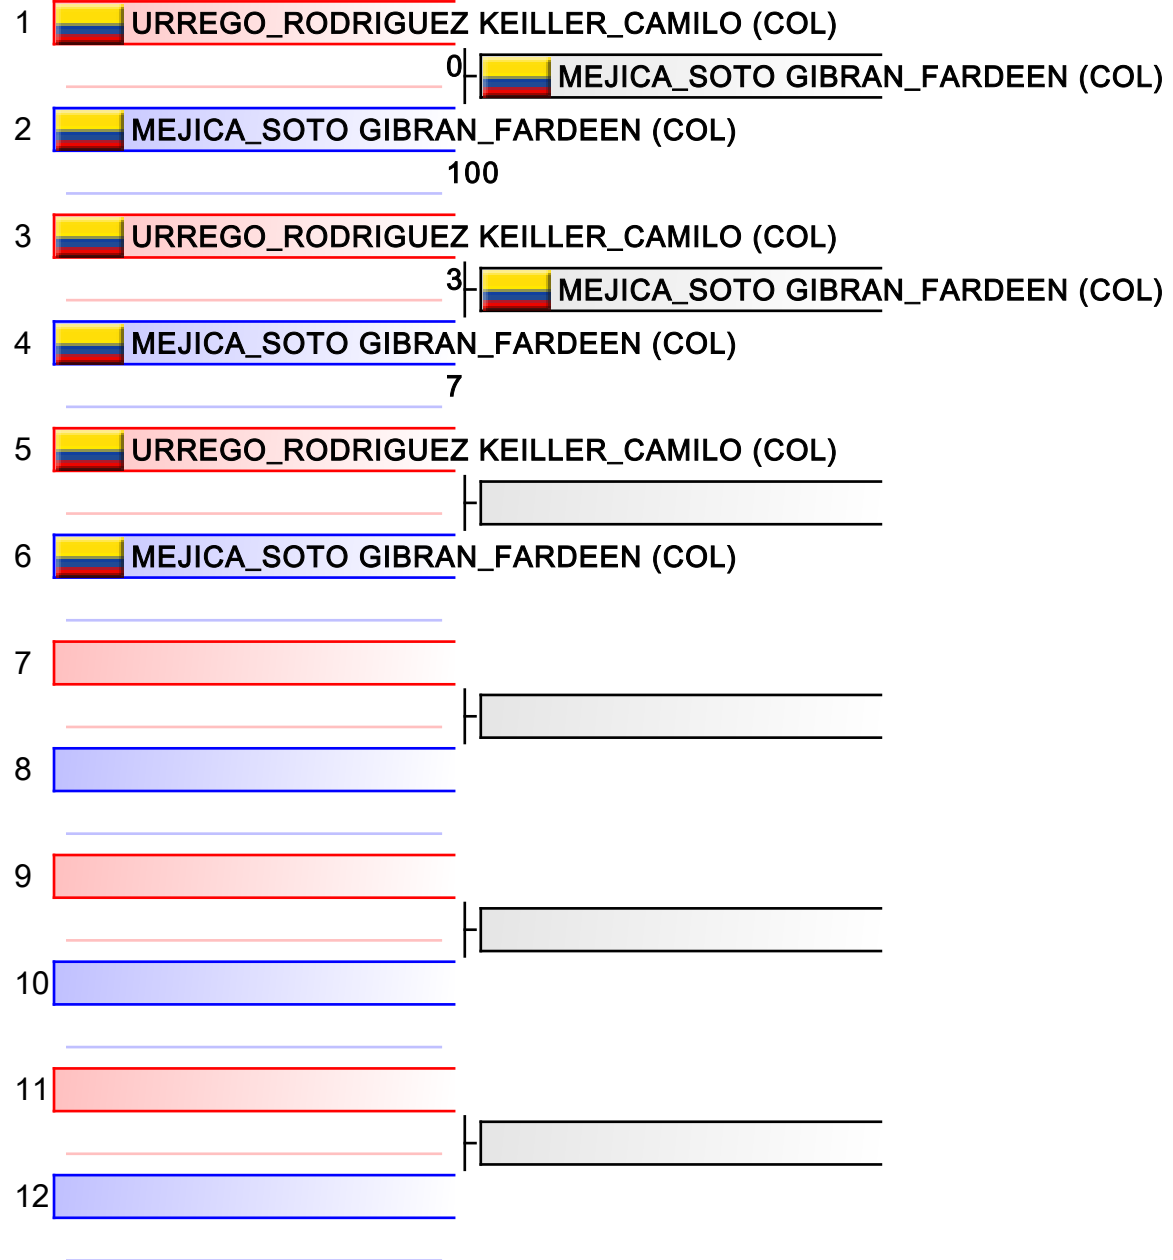 1 URREGO_RODRIGUEZ KEILLER_CAMILO (COL)
0 MEJICA_SOTO GIBRAN_FARDEEN (COL)
2 MEJICA_SOTO GIBRAN_FARDEEN (COL)
100
3 URREGO_RODRIGUEZ KEILLER_CAMILO (COL)
3 MEJICA_SOTO GIBRAN_FARDEEN (COL)
4 MEJICA_SOTO GIBRAN_FARDEEN (COL)
7
5 URREGO_RODRIGUEZ KEILLER_CAMILO (COL)
6 MEJICA_SOTO GIBRAN_FARDEEN (COL)
7
8
9
10
11
12